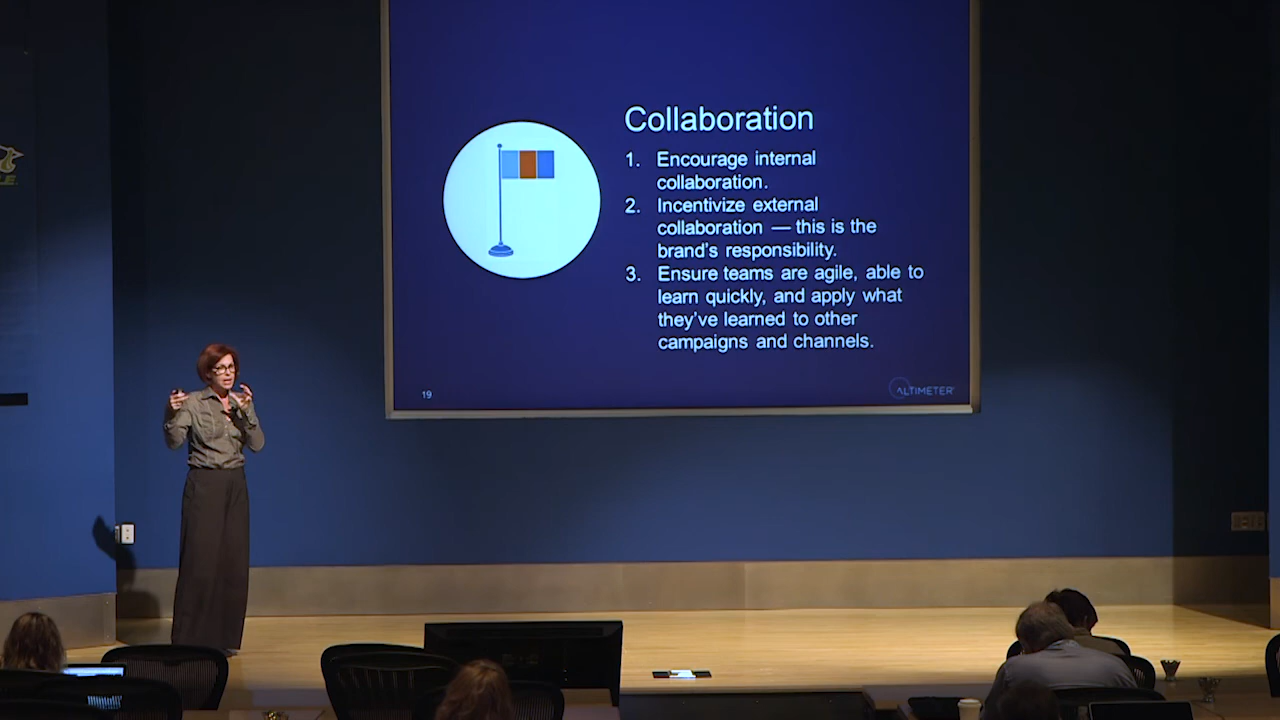 Collaboration
1. Encourage internal
collaboration.
2. Incentivize external
collaboration — this is the
brand's responsibility.
3. Ensure teams are agile, able to
learn quickly, and apply what
they've learned to other
campaigns and channels.
19
ALTIMETER